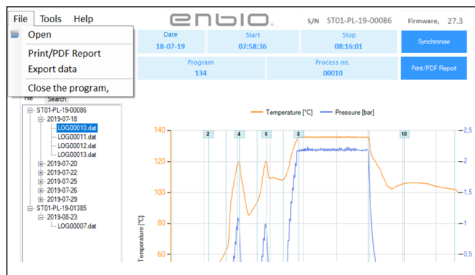 File Tools Help
enbio.
S/N ST01-PL-19-00086 Firmware, 27.3
Open
Print/PDF Report
Export data
Close the program,
Date Start Stop
18-07-19 07:58:36 08:16:01
Synchronise
Program Process no.
134 00010
Print/PDF Report
File Search
ST01-PL-19-00086
2019-07-18
LOG00010.dat
LOG00011.dat
LOG00012.dat
LOG00013.dat
2019-07-20
2019-07-22
2019-07-25
2019-07-26
2019-07-29
ST01-PL-19-01385
2019-08-23
LOG00007.dat
Temperature [°C] Pressure [bar]
2 4 6 8 10
140
120
100
80
60
Temperature [°C]
2.5
2
1.5
1
0.5